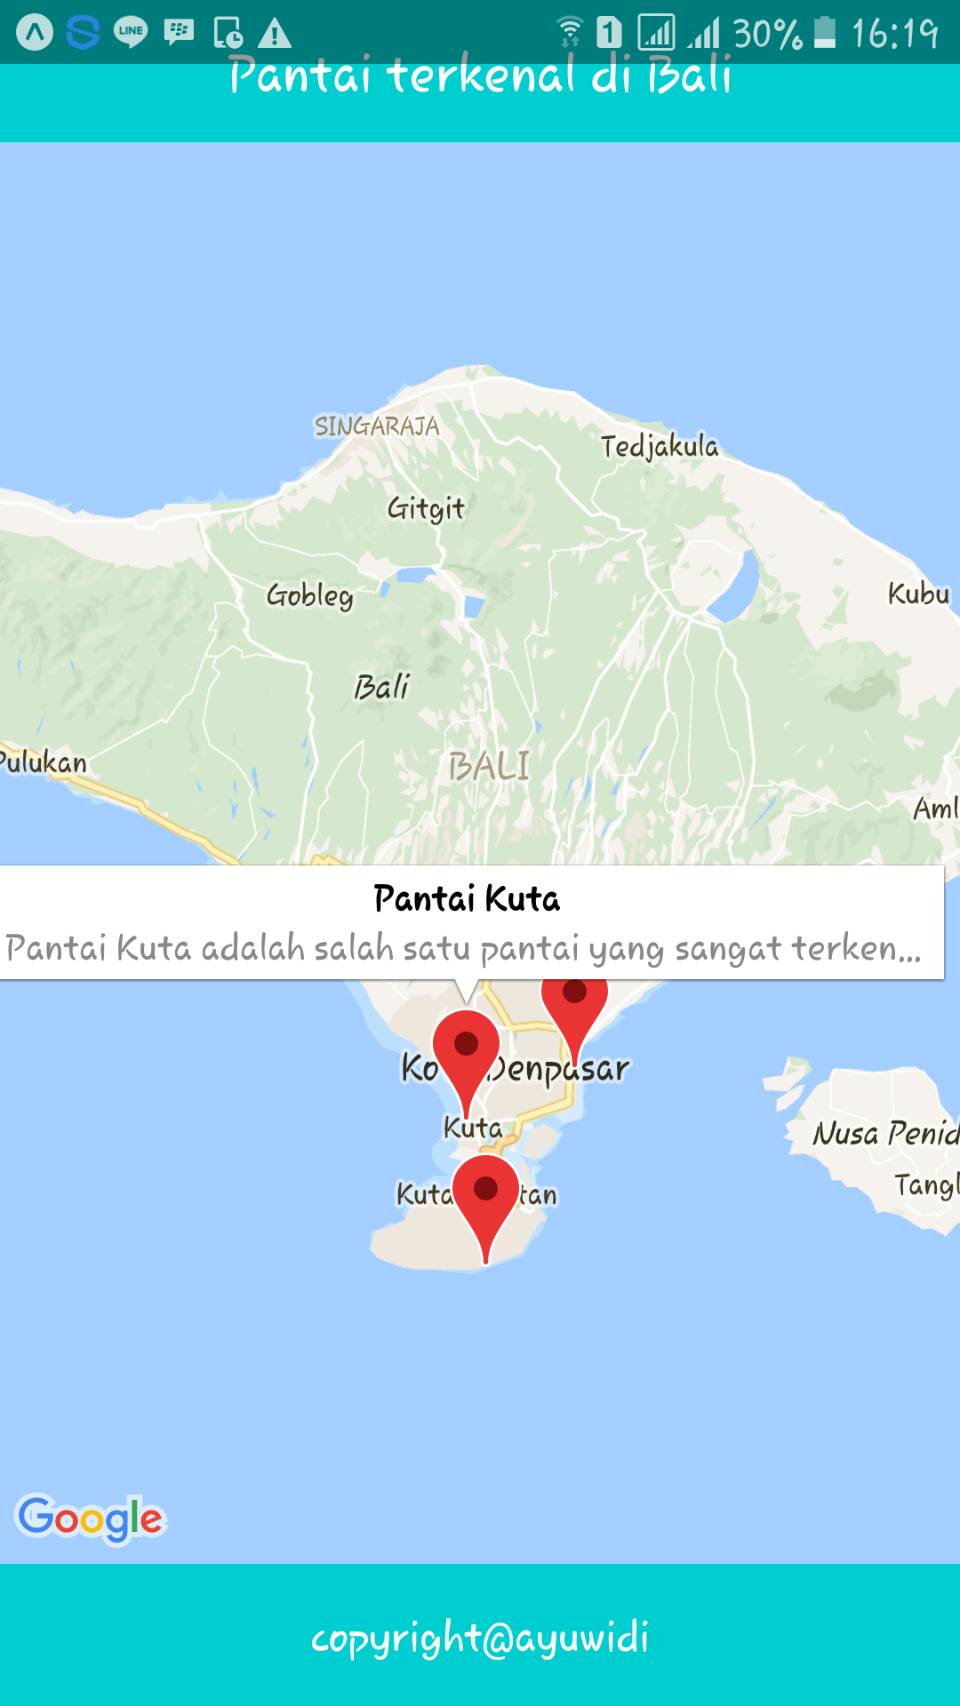 LINE
1
30%
16:19
Pantai terkenal di Bali
SINGARAJA
Tedjakula
Gitgit
Gobleg
Kubu
Bali
BALI
Pulukan
Aml
Pantai Kuta
Pantai Kuta adalah salah satu pantai yang sangat terken...
Ko Denpasar
Kuta
Nusa Penid
Kuta tan
Tangl
Google
copyright@ayuwidi